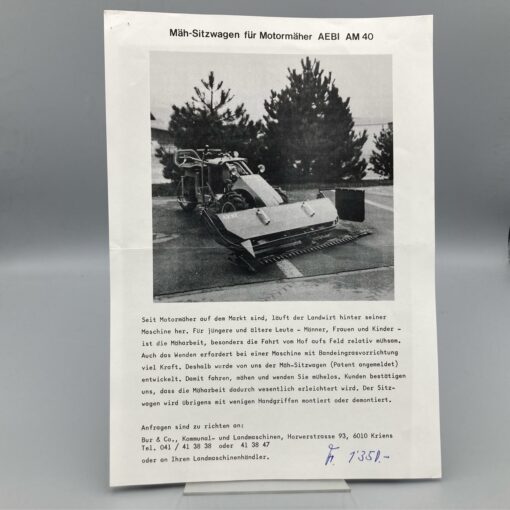 Mäh-Sitzwagen für Motormäher AEBI AM 40
AEBI
Seit Motormäher auf dem Markt sind, läuft der Landwirt hinter seiner
Maschine her. Für jüngere und ältere Leute - Männer, Frauen und Kinder -
ist die Mäharbeit, besonders die Fahrt vom Hof aufs Feld relativ mühsam.
Auch das Wenden erfordert bei einer Maschine mit Bandeingrasvorrichtung
viel Kraft. Deshalb wurde von uns der Mäh-Sitzwagen (Patent angemeldet)
entwickelt. Damit fahren, mähen und wenden Sie mühelos. Kunden bestätigen
uns, dass die Mäharbeit dadurch wesentlich erleichtert wird. Der Sitz-
wagen wird übrigens mit wenigen Handgriffen montiert oder demontiert.
Anfragen sind zu richten an:
Bur & Co., Kommunal- und Landmaschinen, Horwerstrasse 93, 6010 Kriens
Tel. 041 / 41 38 38 oder 41 38 47
oder an Ihren Landmaschinenhändler.
Fr. 1'350.-